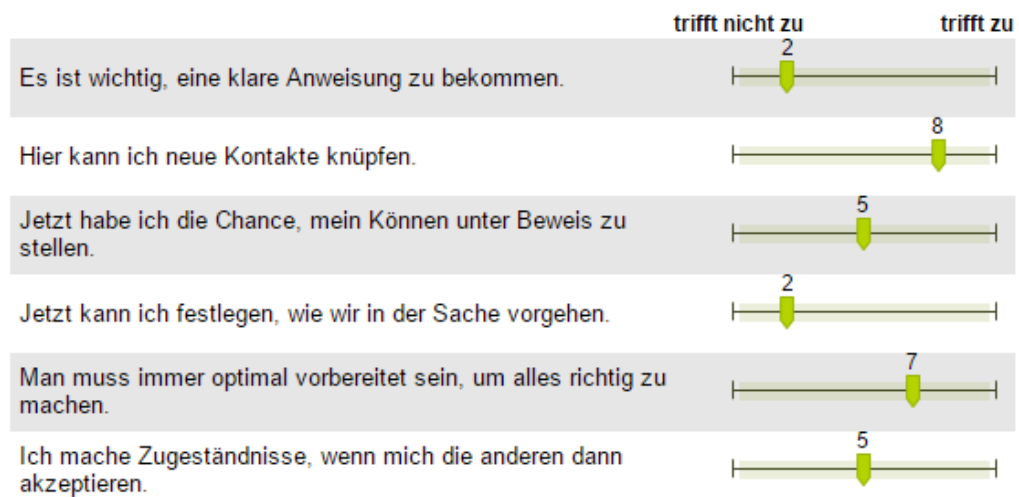 trifft nicht zu trifft zu
2
Es ist wichtig, eine klare Anweisung zu bekommen.
8
Hier kann ich neue Kontakte knüpfen.
5
Jetzt habe ich die Chance, mein Können unter Beweis zu
stellen.
2
Jetzt kann ich festlegen, wie wir in der Sache vorgehen.
7
Man muss immer optimal vorbereitet sein, um alles richtig zu
machen.
5
Ich mache Zugeständnisse, wenn mich die anderen dann
akzeptieren.